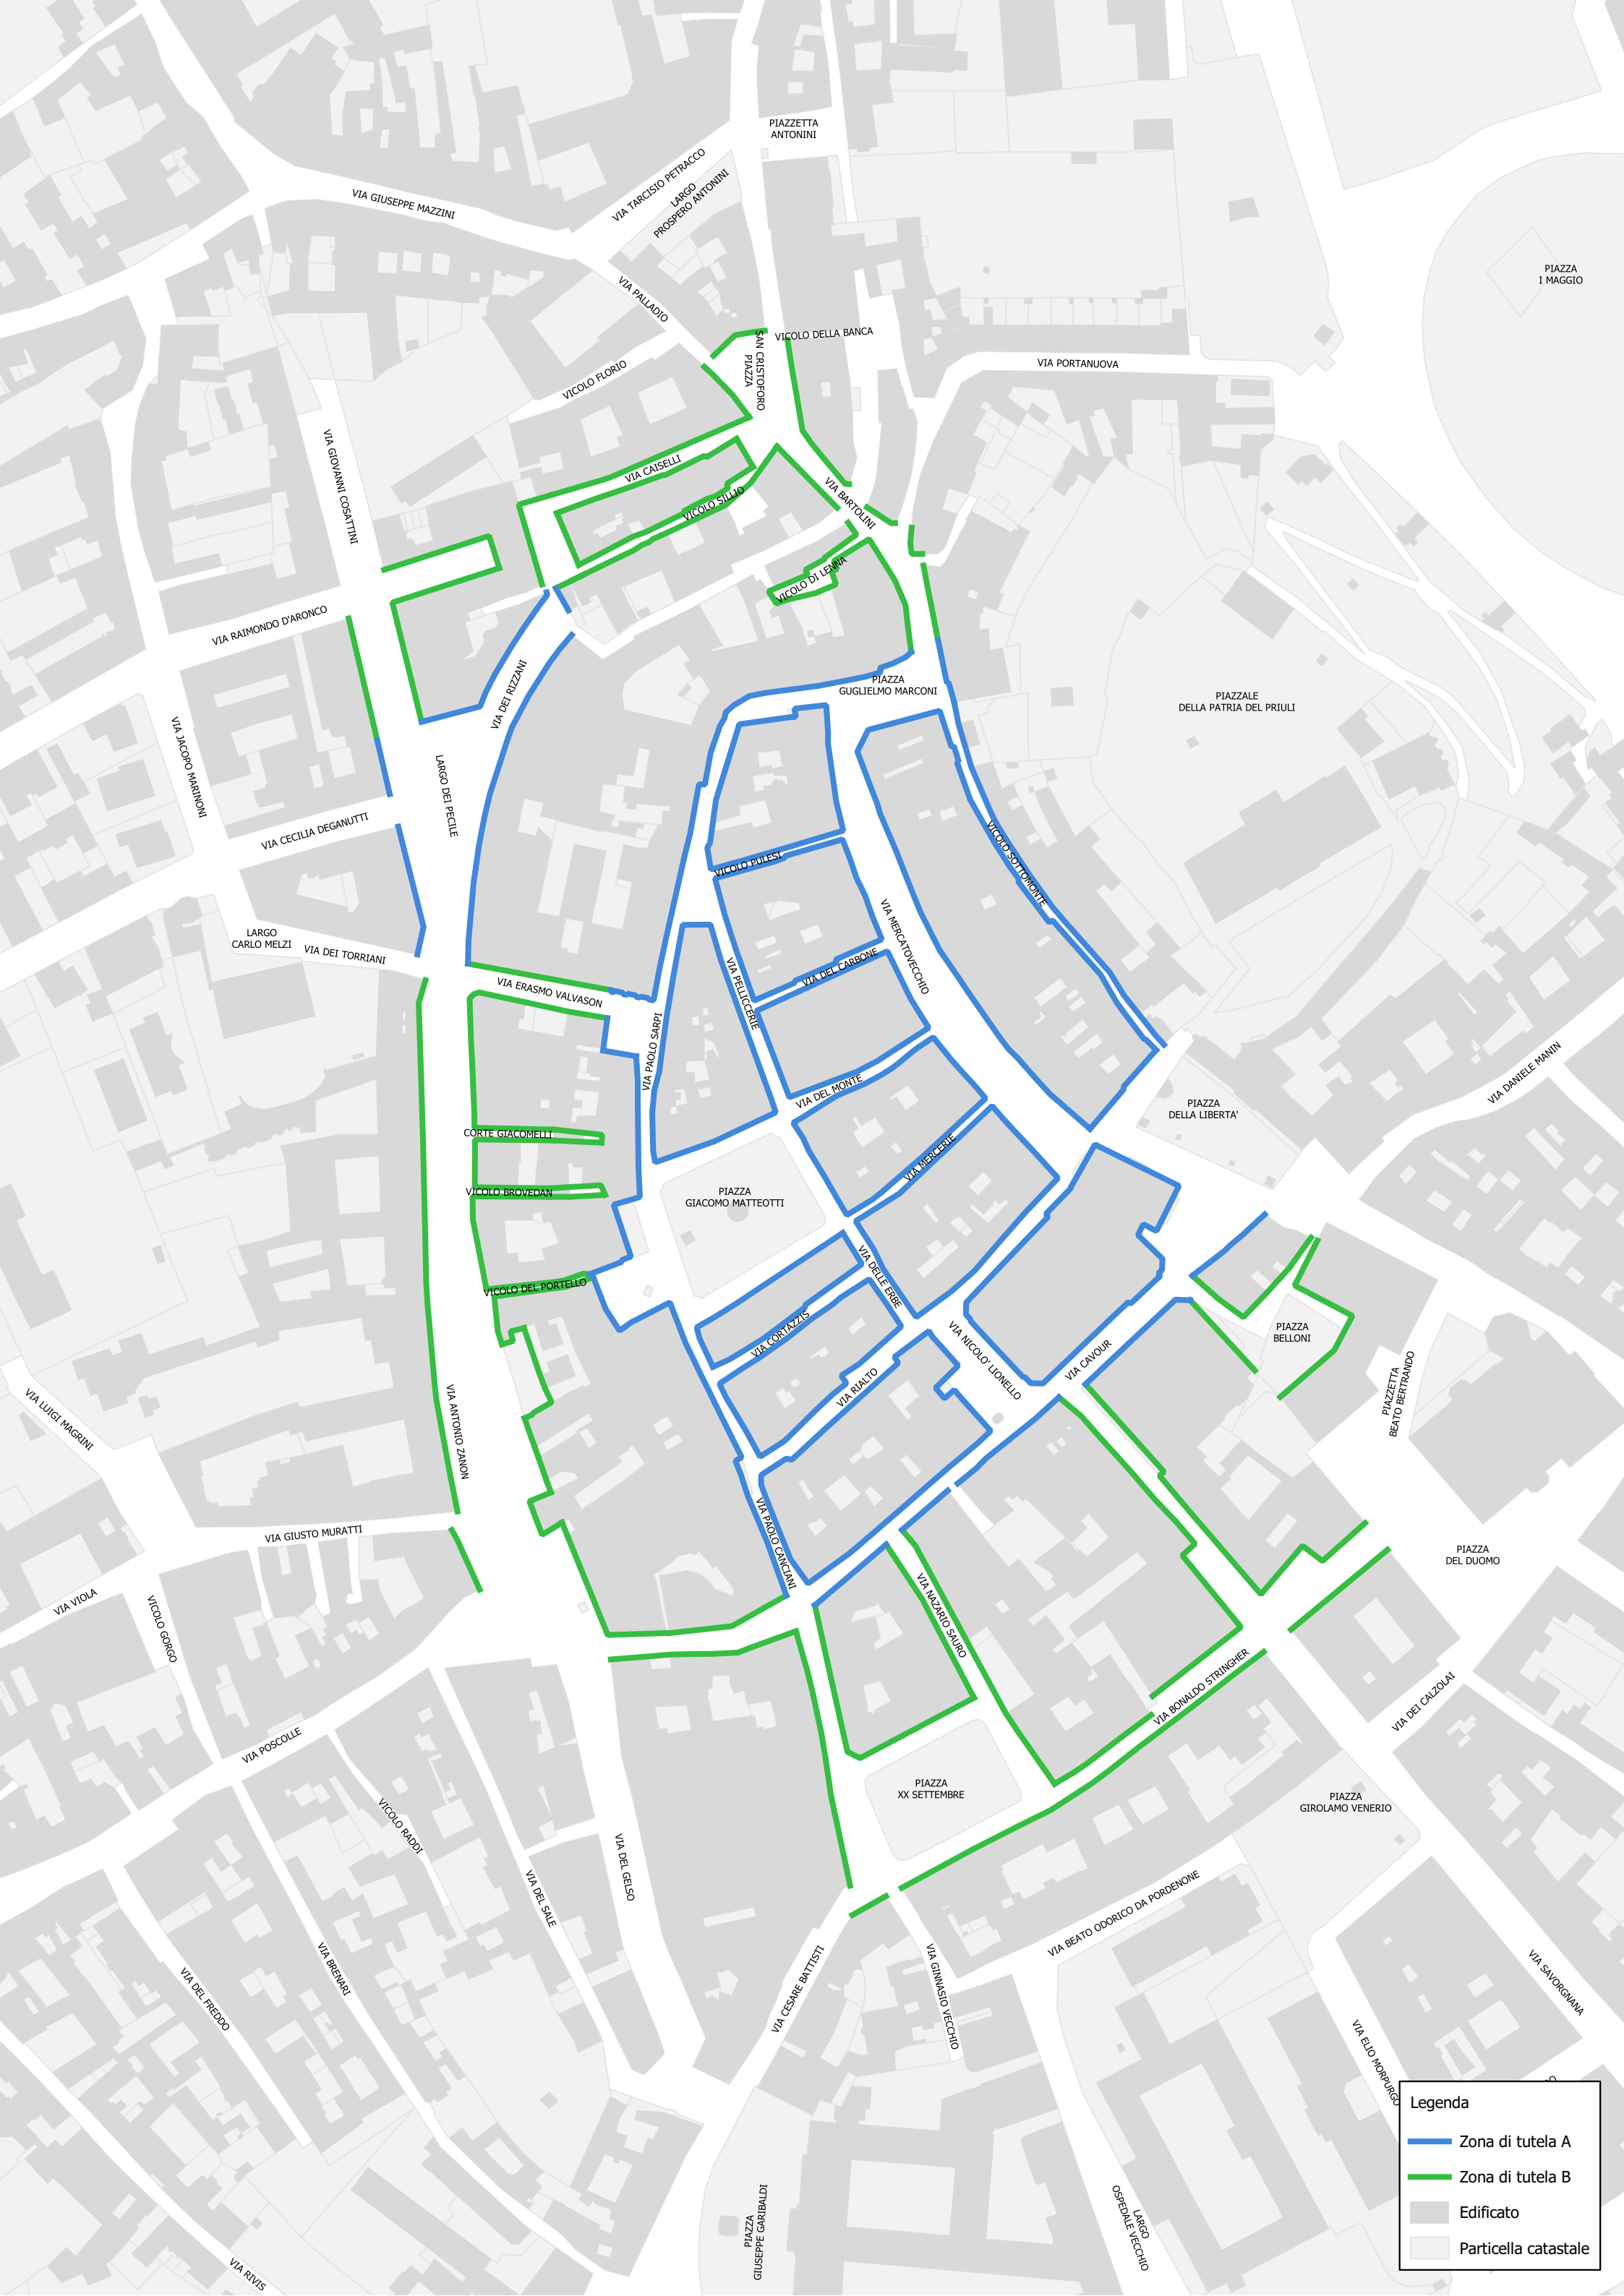 PIAZZETTA
ANTONINI
VIA TARCISIO PETRACCO
LARGO
PROSPERO ANTONINI
VIA GIUSEPPE MAZZINI
PIAZZA
I MAGGIO
VIA PALLADIO
VICOLO DELLA BANCA
SAN CRISTOFORO
PIAZZA
VIA PORTANUOVA
VICOLO FLORIO
VIA GIOVANNI COSATTINI
VIA CAISELLI
VICOLO SILLIO
VIA BARTOLINI
VICOLO DI LENNA
VIA RAIMONDO D'ARONCO
VIA DEI RIZZANI
PIAZZA
GUGLIELMO MARCONI
PIAZZALE
DELLA PATRIA DEL PRIULI
VIA JACOPO MARINONI
LARGO DEI PECILE
VIA CECILIA DEGANUTTI
VICOLO PULESI
VICOLO SOTTOMONTE
VIA MERCATOVECCHIO
LARGO
CARLO MELZI
VIA DEI TORRIANI
VIA DEL CARBONE
VIA PELLICCERIE
VIA ERASMO VALVASON
VIA PAOLO SARPI
VIA DEL MONTE
VIA DANIELE MANIN
PIAZZA
DELLA LIBERTA'
CORTE GIACOMELLI
VIA MERCERIE
VICOLO BROVEDAN
PIAZZA
GIACOMO MATTEOTTI
VIA DELLE ERBE
VICOLO DEL PORTELLO
VIA CORTAZZIS
VIA NICOLO' LIONELLO
PIAZZA
BELLONI
VIA CAVOUR
VIA RIALTO
PIAZZETTA
BEATO BERTRANDO
VIA LUIGI MAGRINI
VIA ANTONIO ZANON
VIA GIUSTO MURATTI
VIA PAOLO CANCIANI
PIAZZA
DEL DUOMO
VIA VIOLA
VICOLO GORGO
VIA NAZARIO SAURO
VIA BONALDO STRINGHER
VIA DEI CALZOLAI
VIA POSCOLLE
PIAZZA
XX SETTEMBRE
PIAZZA
GIROLAMO VENERIO
VICOLO RADDI
VIA DEL GELSO
VIA DEL SALE
VIA BEATO ODORICO DA PORDENONE
VIA BRENARI
VIA CESARE BATTISTI
VIA GINNASIO VECCHIO
VIA SAVORGNANA
VIA DEL FREDDO
VIA ELIO MORPURGO
PIAZZA
GIUSEPPE GARIBALDI
LARGO
OSPEDALE VECCHIO
VIA RIVIS
Legenda
Zona di tutela A
Zona di tutela B
Edificato
Particella catastale